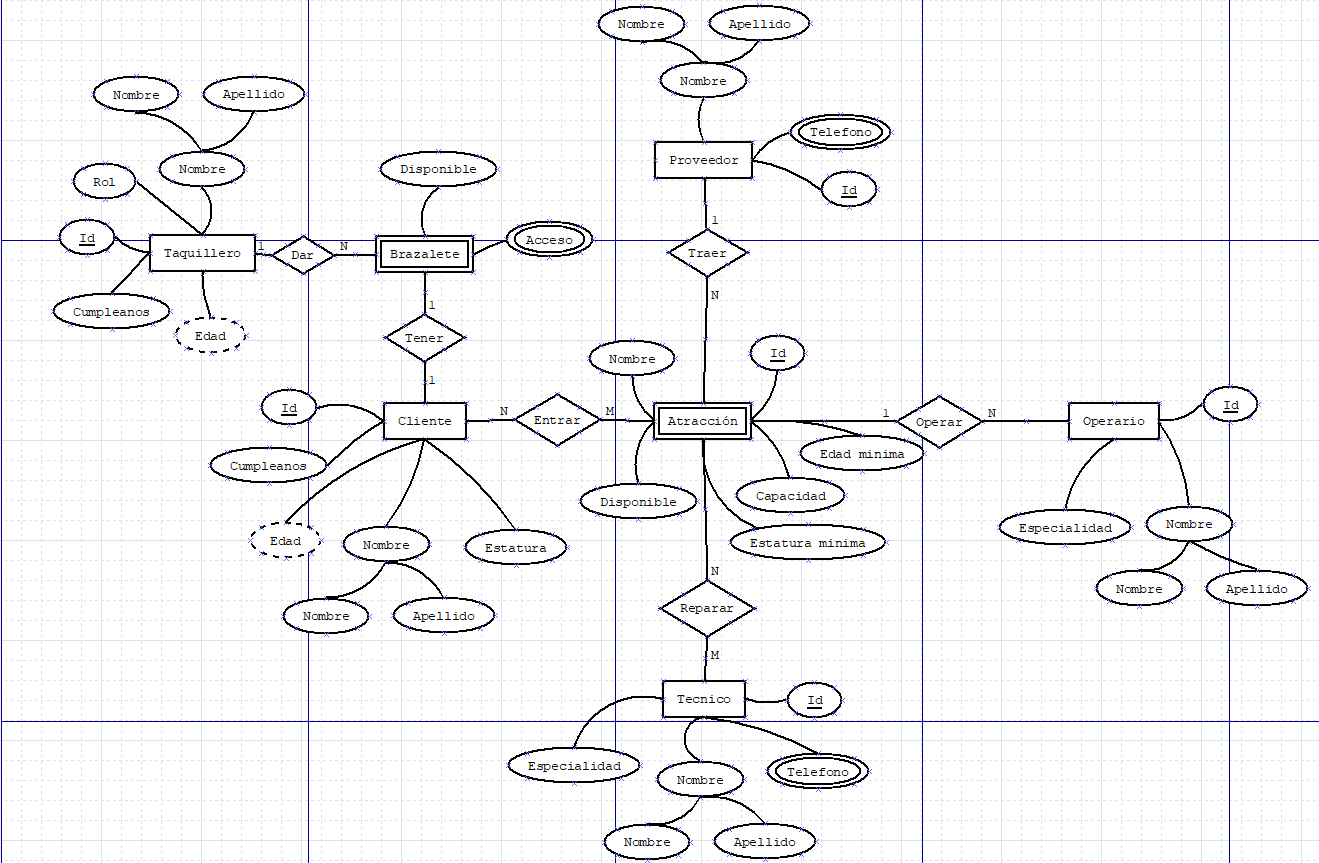 Nombre
Apellido
Nombre
Nombre
Apellido
Telefono
Proveedor
Disponible
Nombre
Rol
Id
1
Id
Acceso
1
N
Taquillero
Dar
Brazalete
Traer
N
Cumpleanos
1
Edad
Tener
Nombre
Id
1
Id
Id
N
M
1
N
Cliente
Entrar
Atracción
Operar
Operario
Edad minima
Cumpleanos
Capacidad
Disponible
Especialidad
Nombre
Edad
Nombre
Estatura
Estatura minima
N
Nombre
Apellido
Reparar
Nombre
Apellido
M
Tecnico
Id
Especialidad
Nombre
Telefono
Nombre
Apellido